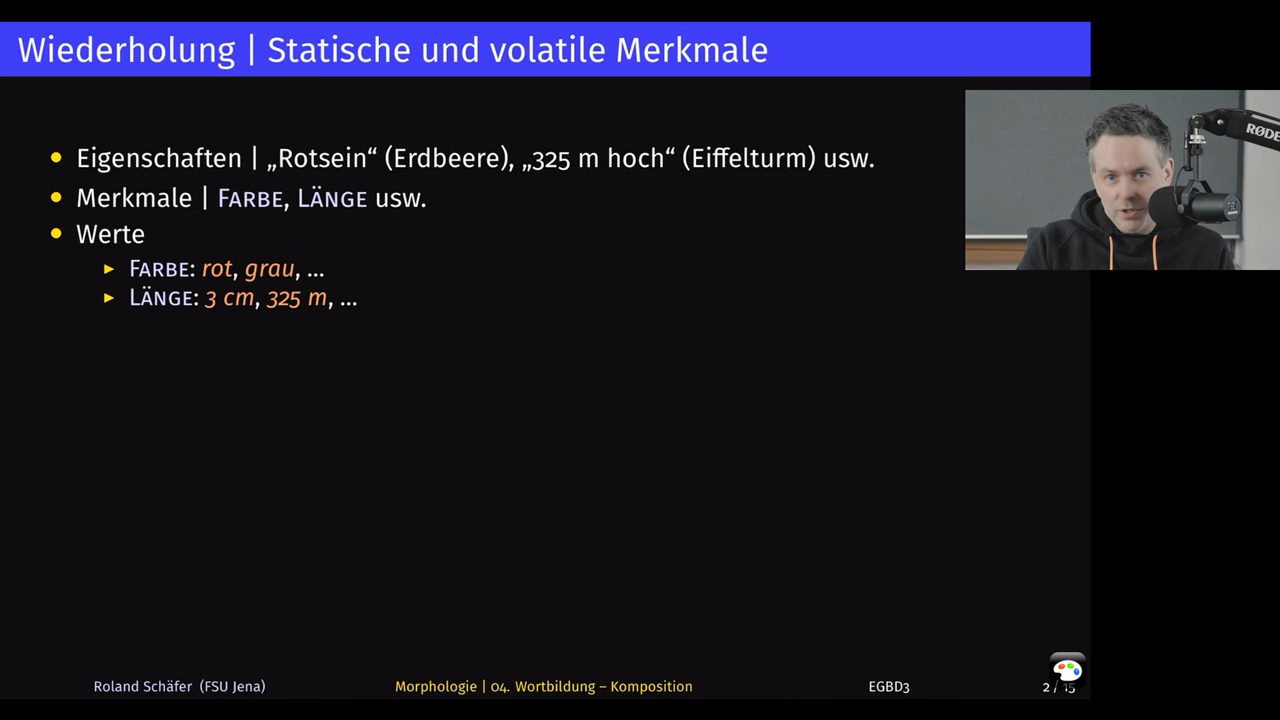 Wiederholung | Statische und volatile Merkmale
• Eigenschaften | „Rotsein“ (Erdbeere), „325 m hoch“ (Eiffelturm) usw.
• Merkmale | FARBE, LÄNGE usw.
• Werte
► FARBE: rot, grau, …
► LÄNGE: 3 cm, 325 m, …
RØDE
Roland Schäfer (FSU Jena) Morphologie | 04. Wortbildung – Komposition EGBD3 2 / 15